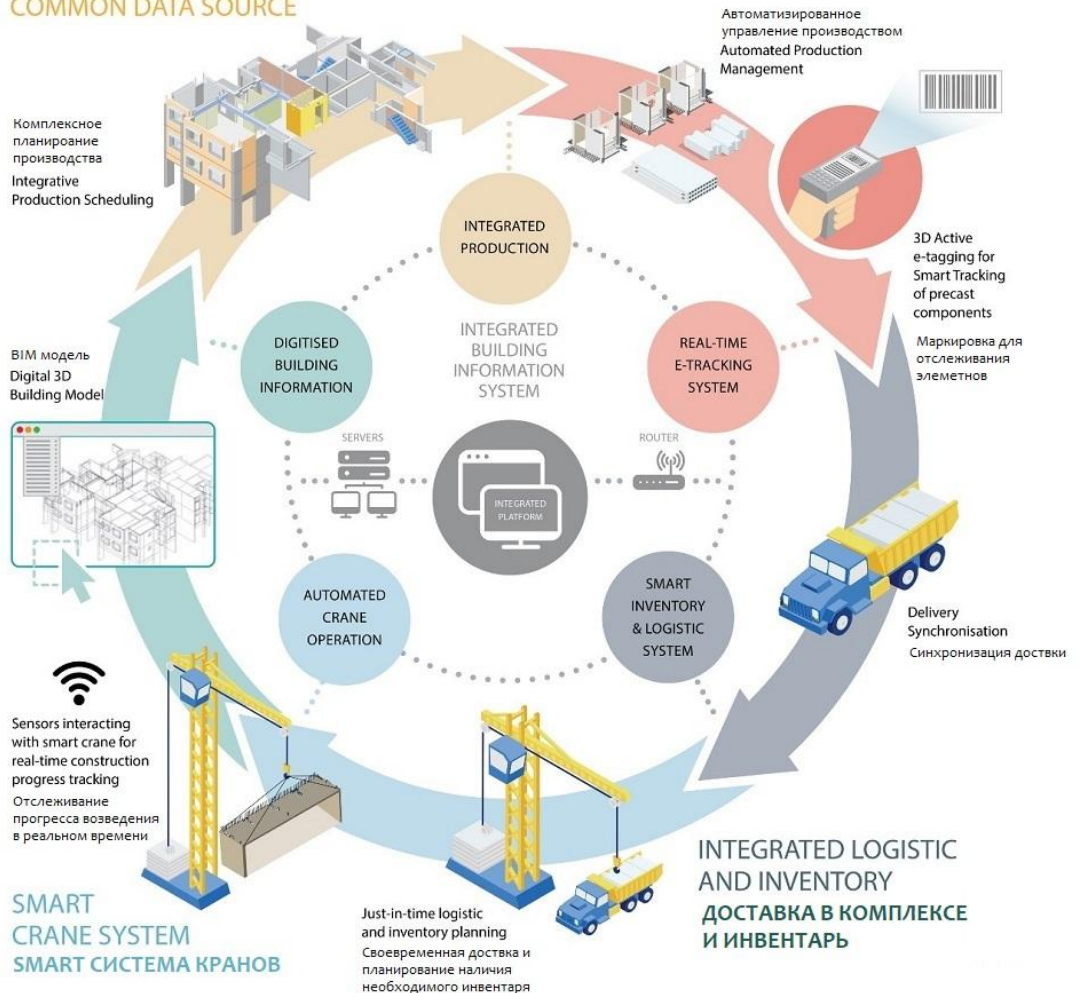 COMMON DATA SOURCE
Автоматизированное
управление производством
Automated Production
Management
Комплексное
планирание
производства
Integrative
Production Scheduling
INTEGRATED
PRODUCTION
3D Active
e-tagging for
Smart Tracking
of precast
components
Маркировка для
отслеживания
элеметнов
BIM модель
Digital 3D
Building Model
DIGITISED
BUILDING
INFORMATION
INTEGRATED
BUILDING
INFORMATION
SYSTEM
REAL-TIME
E-TRACKING
SYSTEM
SERVERS
ROUTER
INTEGRATED
PLATFORM
AUTOMATED
CRANE
OPERATION
SMART
INVENTORY
& LOGISTIC
SYSTEM
Delivery
Synchronisation
Синхронизация доствки
Sensors interacting
with smart crane for
real-time construction
progress tracking
Отслеживание
прогресса возведения
в реальном времени
SMART
CRANE SYSTEM
SMART СИСТЕМА КРАНОВ
Just-in-time logistic
and inventory planning
Своевременная доствка и
планирование наличия
необходимого инвентаря
INTEGRATED LOGISTIC
AND INVENTORY
ДОСТАВКА В КОМПЛЕКСЕ
И ИНВЕНТАРЬ